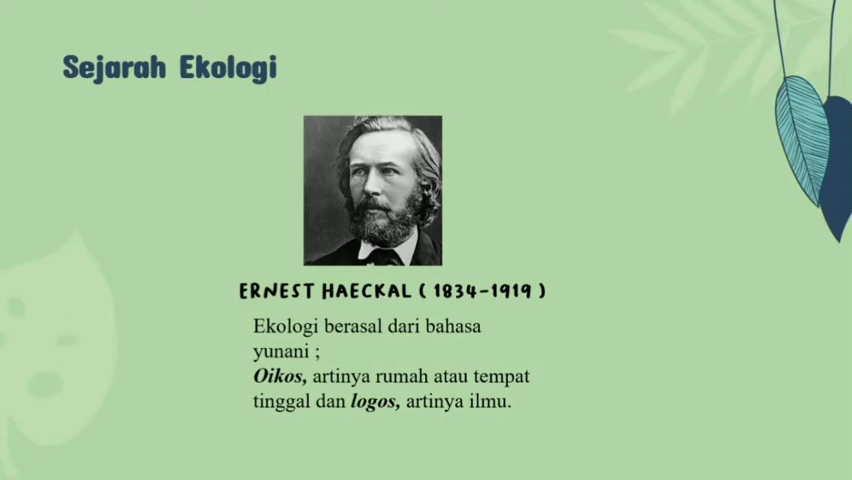 Sejarah Ekologi
ERNEST HAECKAL ( 1834-1919 )
Ekologi berasal dari bahasa
yunani ;
Oikos, artinya rumah atau tempat
tinggal dan logos, artinya ilmu.